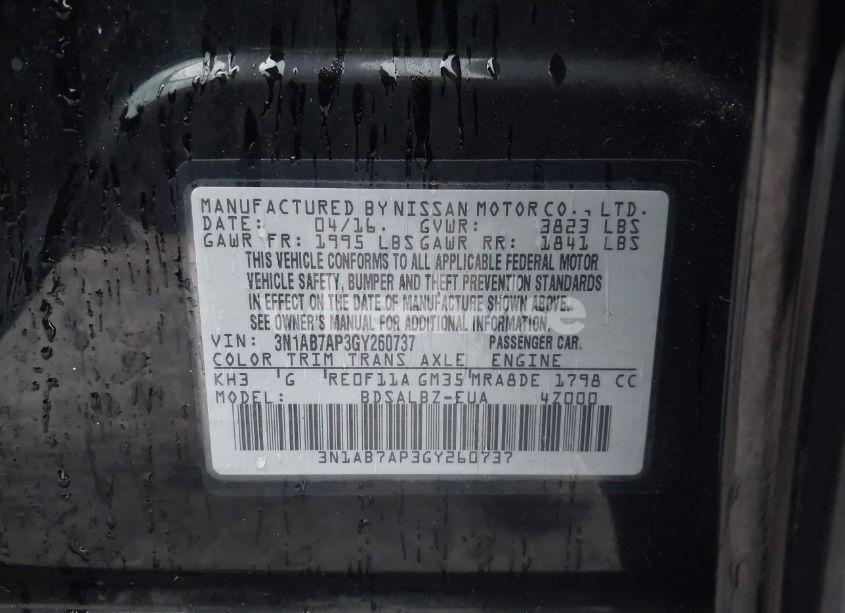 MANUFACTURED BY NISSAN MOTOR CO., LTD.
DATE: 04/16. GVWR: 3823 LBS
GAWR FR: 1995 LBS GAWR RR: 1841 LBS
THIS VEHICLE CONFORMS TO ALL APPLICABLE FEDERAL MOTOR
VEHICLE SAFETY, BUMPER AND THEFT PREVENTION STANDARDS
IN EFFECT ON THE DATE OF MANUFACTURE SHOWN ABOVE.
SEE OWNER'S MANUAL FOR ADDITIONAL INFORMATION.
VIN: 3N1AB7AP3GY260737 PASSENGER CAR.
COLOR TRIM TRANS AXLE ENGINE
KH3 G RE0F11A GM35 MRA8DE 1798 CC
MODEL: BDSALBZ-EUA 4Z000
3N1AB7AP3GY260737